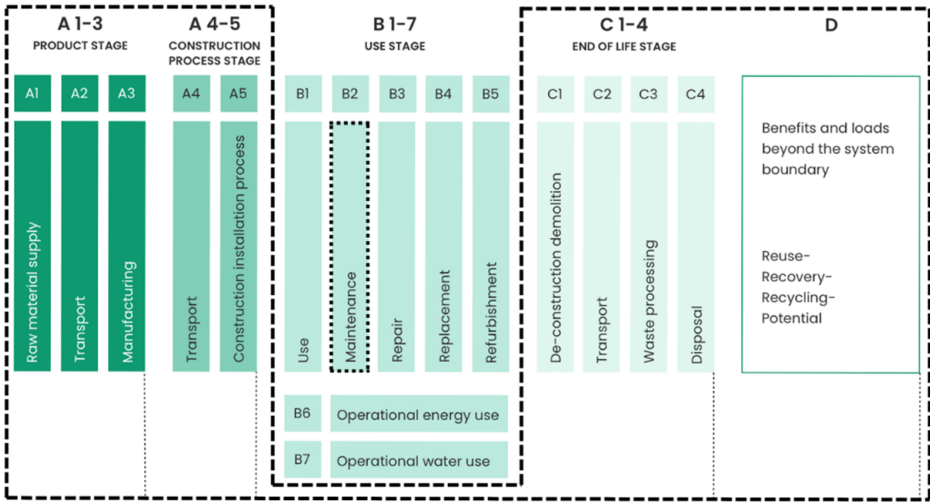 A 1-3
PRODUCT STAGE
A1
A2
A3
Raw material supply
Transport
Manufacturing
A 4-5
CONSTRUCTION
PROCESS STAGE
A4
A5
Transport
Construction installation process
B 1-7
USE STAGE
B1
B2
B3
B4
B5
Use
Maintenance
Repair
Replacement
Refurbishment
B6
Operational energy use
B7
Operational water use
C 1-4
END OF LIFE STAGE
C1
C2
C3
C4
De-construction demolition
Transport
Waste processing
Disposal
D
Benefits and loads
beyond the system
boundary
Reuse-
Recovery-
Recycling-
Potential